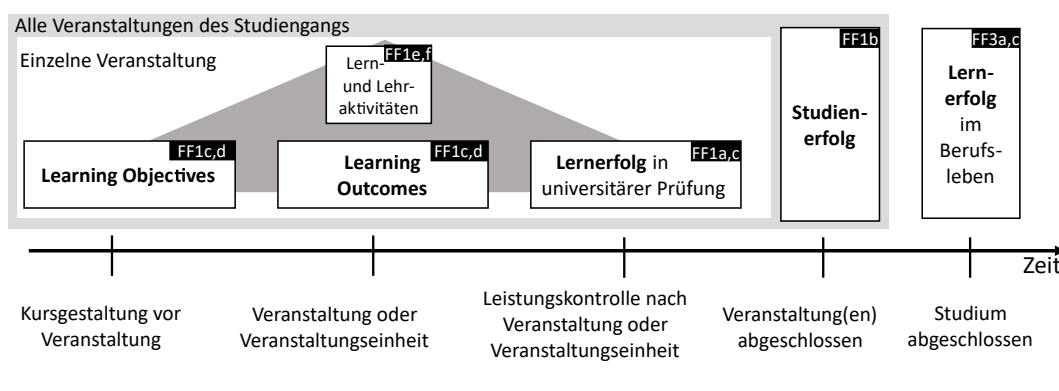 Alle Veranstaltungen des Studiengangs
Einzelne Veranstaltung
FF1e,f
Lern-
und Lehr-
aktivitäten
FF1c,d
Learning Objectives
FF1c,d
Learning
Outcomes
FF1a,c
Lernerfolg in
universitärer Prüfung
FF1b
Studien-
erfolg
FF3a,c
Lern-
erfolg
im
Berufs-
leben
Zeit
Kursgestaltung vor
Veranstaltung
Veranstaltung oder
Veranstaltungseinheit
Leistungskontrolle nach
Veranstaltung oder
Veranstaltungseinheit
Veranstaltung(en)
abgeschlossen
Studium
abgeschlossen